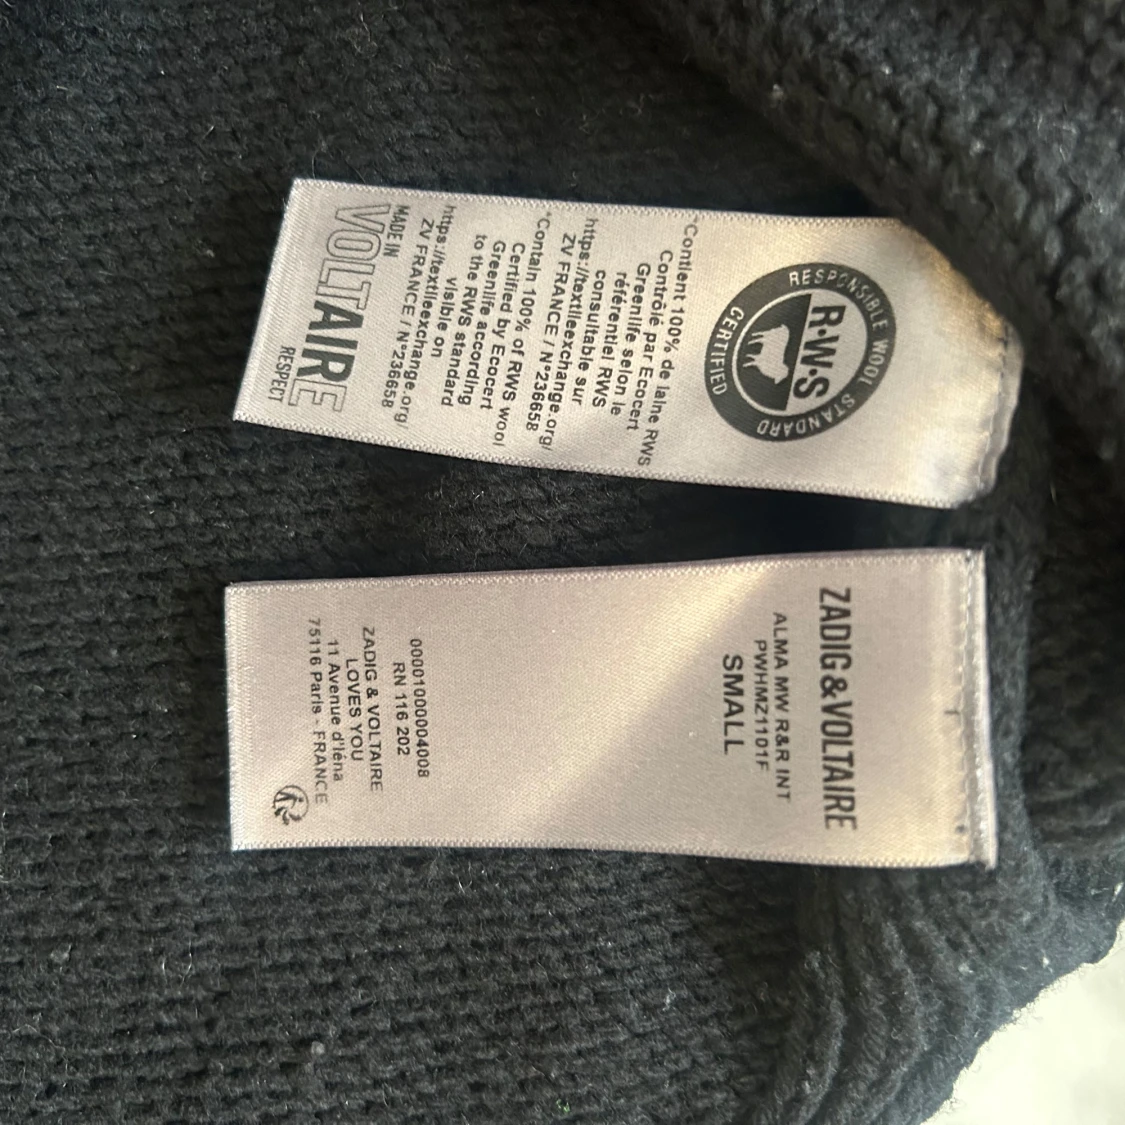 RESPONSIBLE WOOL STANDARD
R·W·S
CERTIFIED
*Contient 100% de laine RWS
Contrôlé par Ecocert
Greenlife selon le
référentiel RWS
consultable sur
https://textileexchange.org/
ZV FRANCE / N°236658
*Contain 100% of RWS wool
Certified by Ecocert
Greenlife according
to the RWS standard
visible on
https://textileexchange.org/
ZV FRANCE / N°236658
MADE IN
VOLTAIRE
RESPECT
ZADIG&VOLTAIRE
ALMA MW R&R INT
PWHMZ1101F
SMALL
0000100004008
RN 116 202
ZADIG & VOLTAIRE
LOVES YOU
11 Avenue d'Iéna
75116 Paris - FRANCE